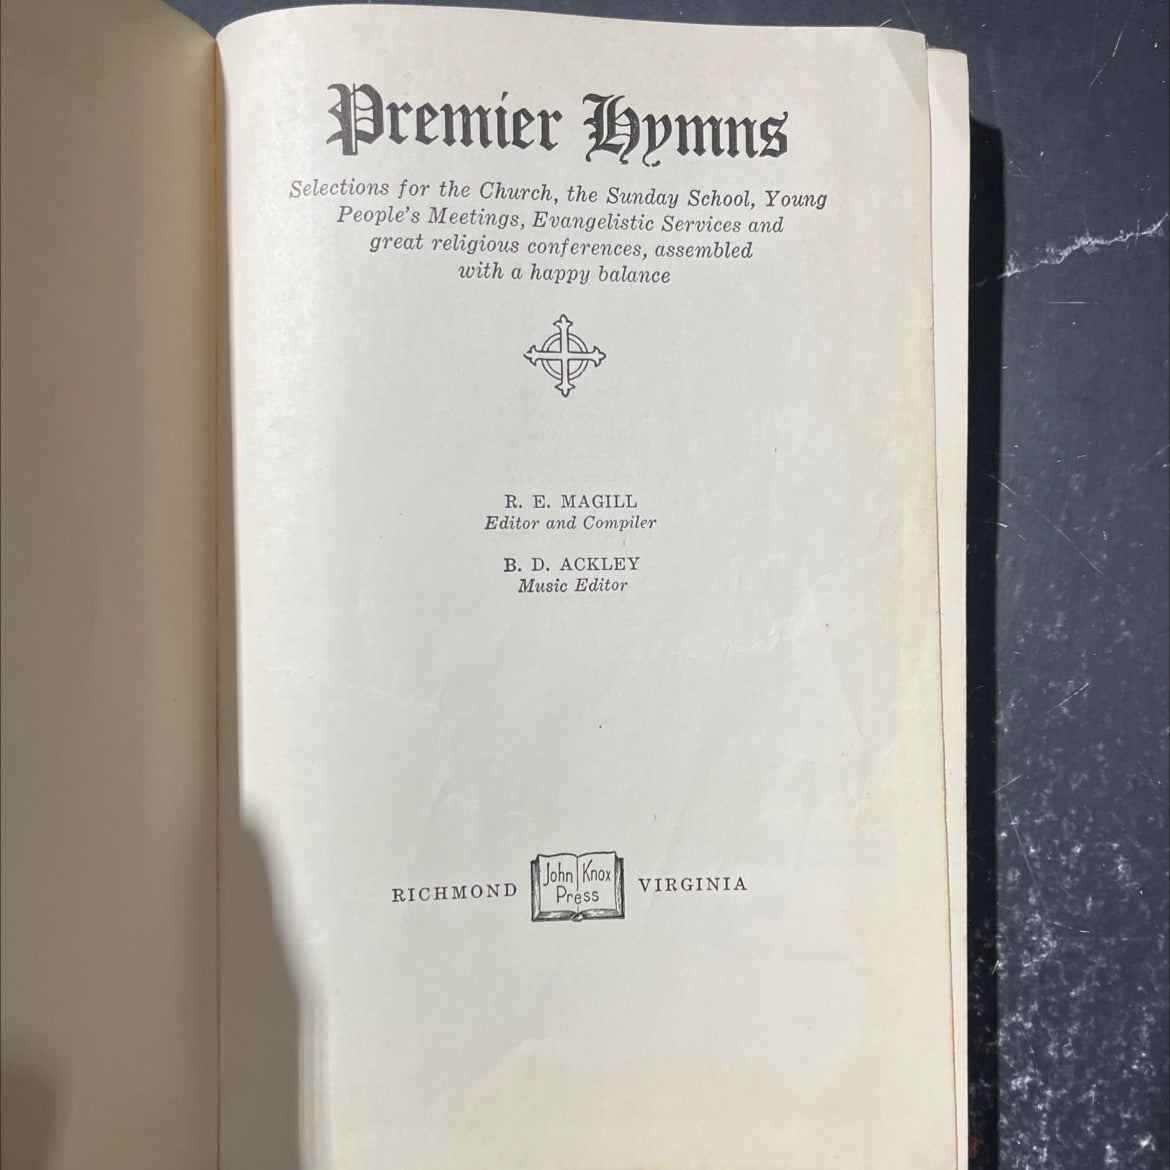 Premier Hymns
Selections for the Church, the Sunday School, Young
People's Meetings, Evangelistic Services and
great religious conferences, assembled
with a happy balance
R. E. MAGILL
Editor and Compiler
B. D. ACKLEY
Music Editor
RICHMOND John Knox Press VIRGINIA